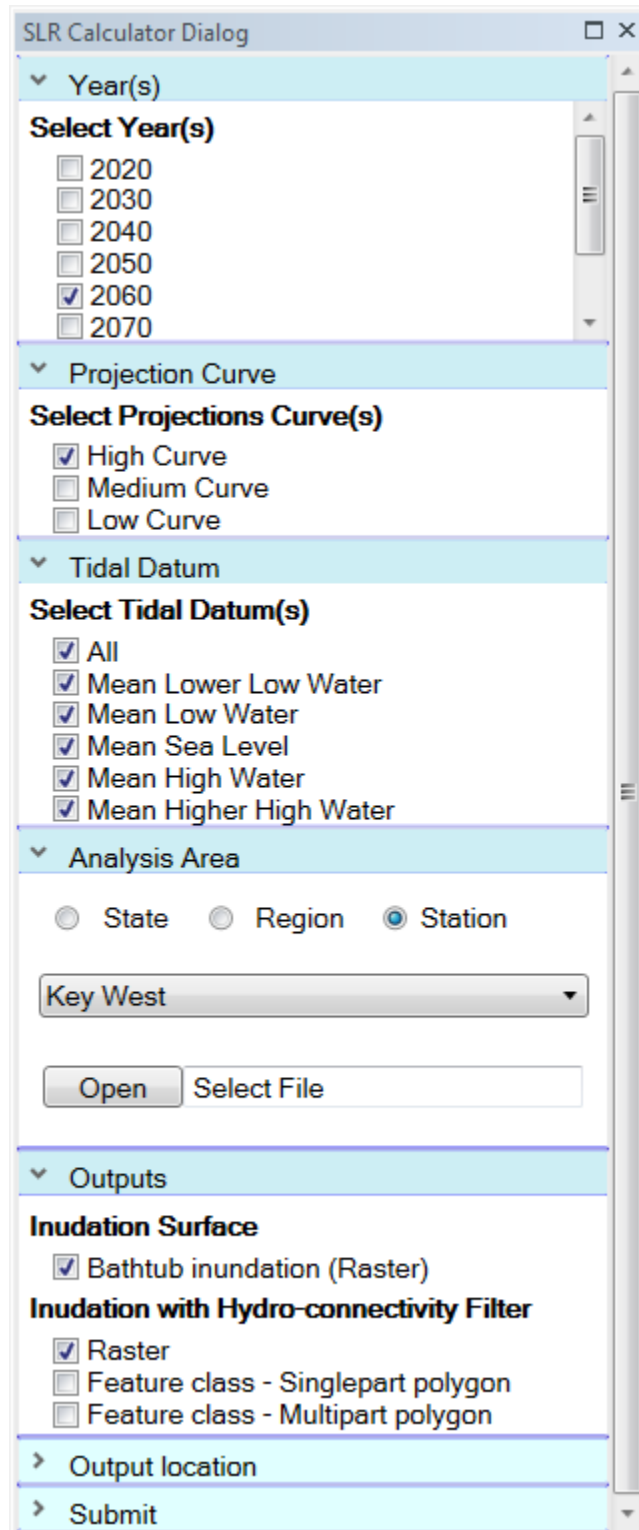 SLR Calculator Dialog
Year(s)
Select Year(s)
2020
2030
2040
2050
2060
2070
Projection Curve
Select Projections Curve(s)
High Curve
Medium Curve
Low Curve
Tidal Datum
Select Tidal Datum(s)
All
Mean Lower Low Water
Mean Low Water
Mean Sea Level
Mean High Water
Mean Higher High Water
Analysis Area
State Region Station
Key West
Open Select File
Outputs
Inudation Surface
Bathtub inundation (Raster)
Inudation with Hydro-connectivity Filter
Raster
Feature class - Singlepart polygon
Feature class - Multipart polygon
Output location
Submit